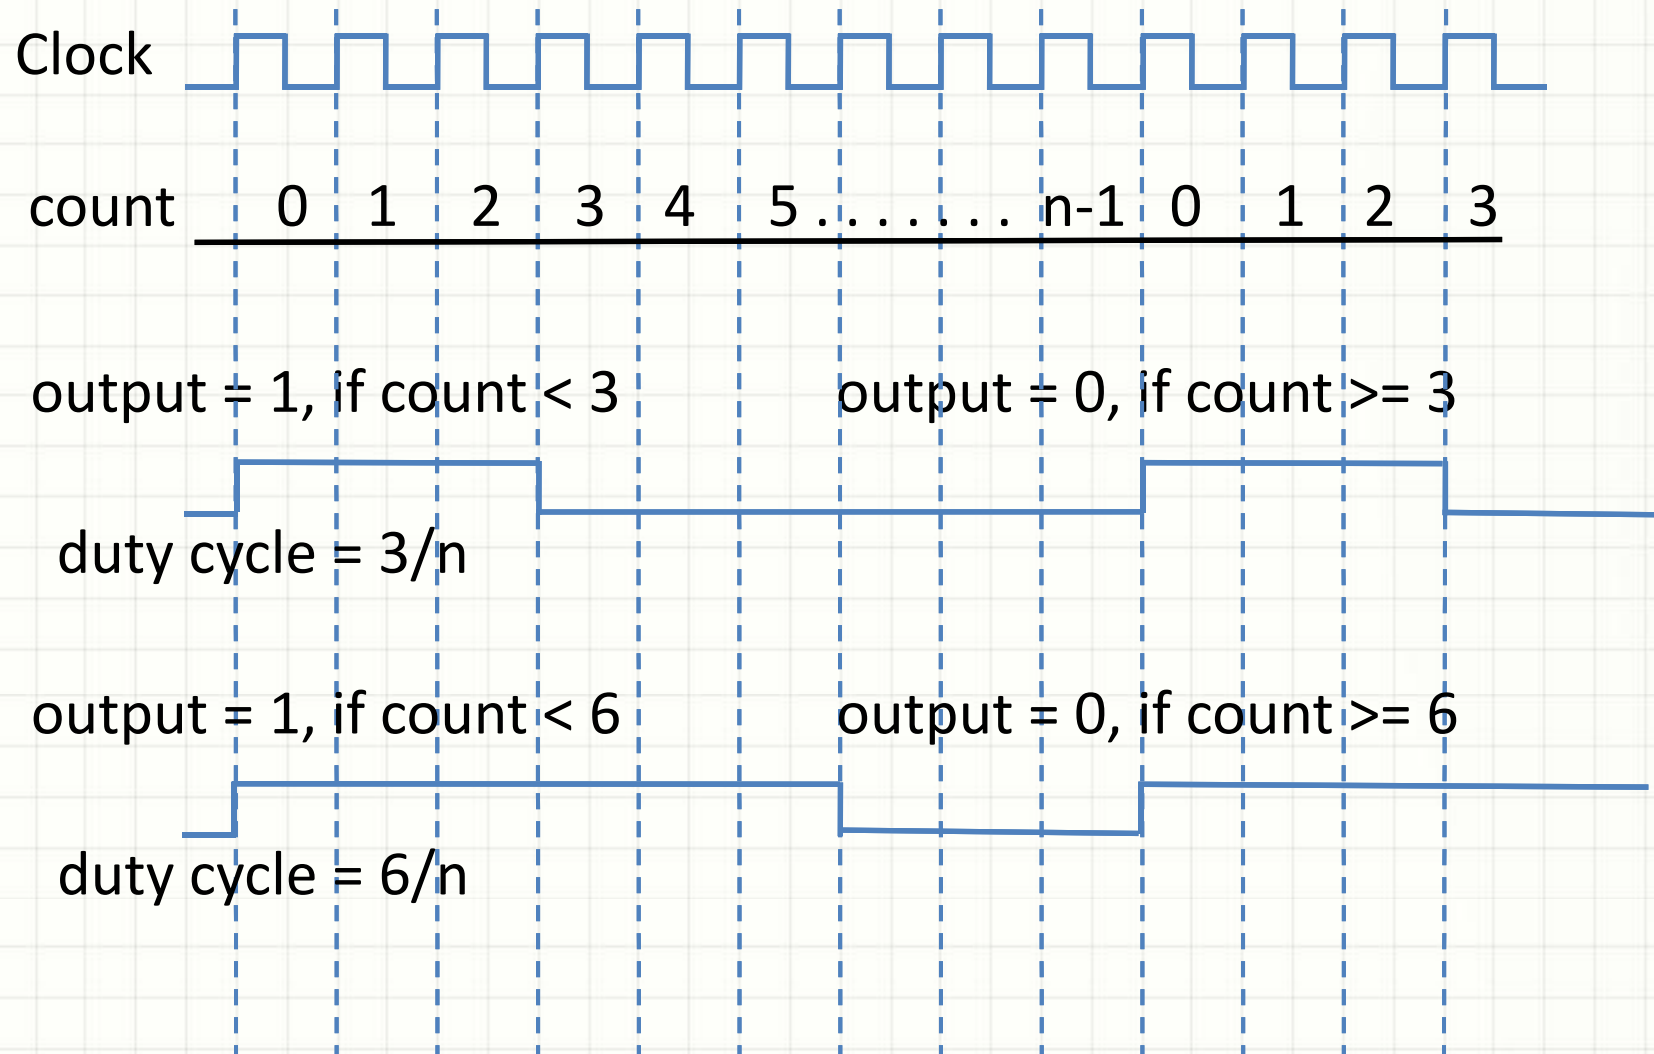 Clock
count 0 1 2 3 4 5 . . . . . . . n-1 0 1 2 3
output = 1, if count < 3 output = 0, if count >= 3
duty cycle = 3/n
output = 1, if count < 6 output = 0, if count >= 6
duty cycle = 6/n